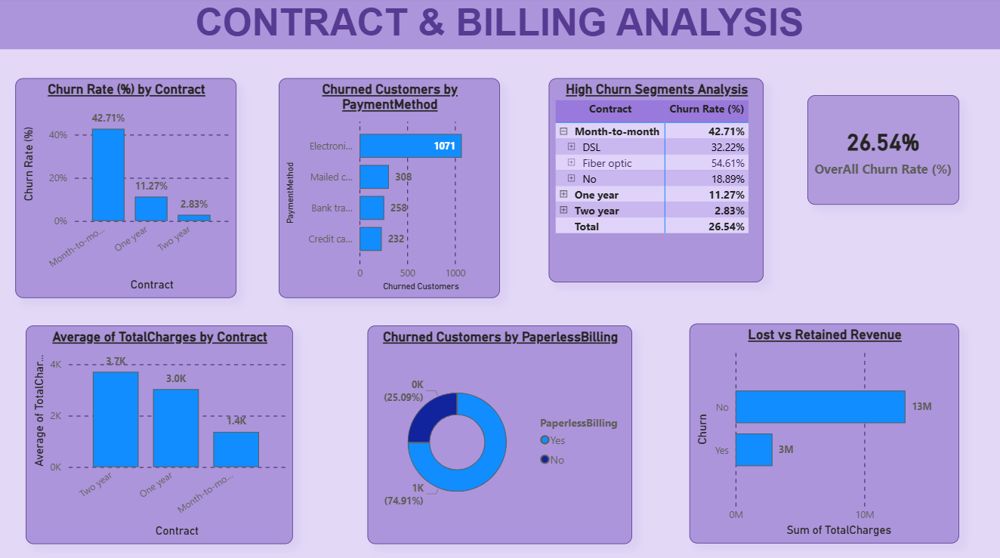 CONTRACT & BILLING ANALYSIS
Churn Rate (%) by Contract
Churn Rate (%)
40%
20%
0%
42.71%
11.27%
2.83%
Month-to-mo...
One year
Two year
Contract
Churned Customers by
PaymentMethod
PaymentMethod
Electroni...
1071
Mailed c...
308
Bank tra...
258
Credit ca...
232
0
500
1000
Churned Customers
High Churn Segments Analysis
Contract Churn Rate (%)
Month-to-month 42.71%
DSL 32.22%
Fiber optic 54.61%
No 18.89%
One year 11.27%
Two year 2.83%
Total 26.54%
26.54%
OverAll Churn Rate (%)
Average of TotalCharges by Contract
Average of TotalChar...
4K
2K
0K
3.7K
3.0K
1.4K
Two year
One year
Month-to-mo...
Contract
Churned Customers by PaperlessBilling
0K
(25.09%)
1K
(74.91%)
PaperlessBilling
Yes
No
Lost vs Retained Revenue
Churn
No
13M
Yes
3M
0M
10M
Sum of TotalCharges